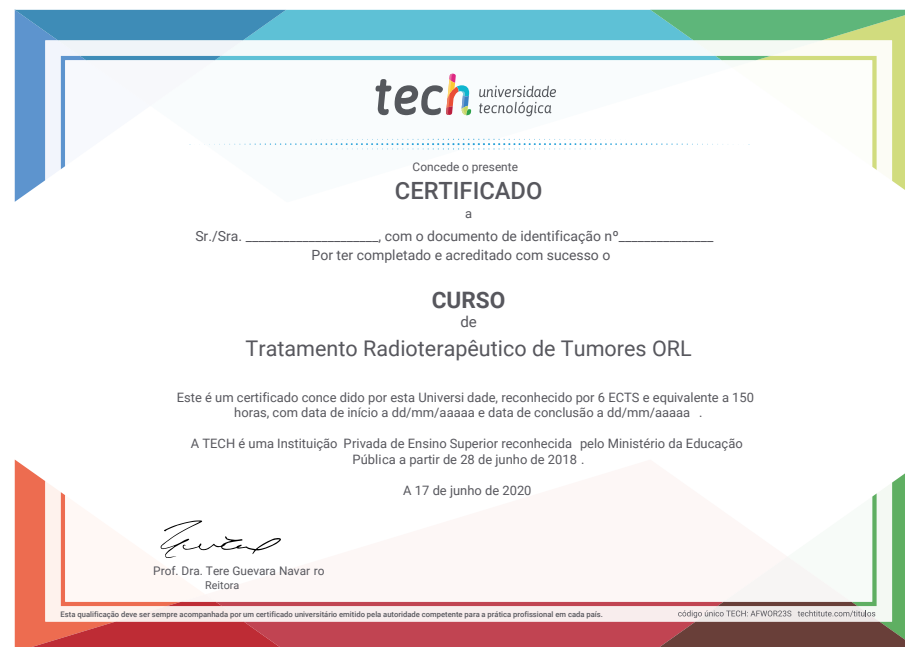 tech universidade
tecnológica
Concede o presente
CERTIFICADO
a
Sr./Sra. ____________________, com o documento de identificação nº______________
Por ter completado e acreditado com sucesso o
CURSO
de
Tratamento Radioterapêutico de Tumores ORL
Este é um certificado conce dido por esta Universi dade, reconhecido por 6 ECTS e equivalente a 150
horas, com data de início a dd/mm/aaaaa e data de conclusão a dd/mm/aaaaa .
A TECH é uma Instituição Privada de Ensino Superior reconhecida pelo Ministério da Educação
Pública a partir de 28 de junho de 2018 .
A 17 de junho de 2020
Prof. Dra. Tere Guevara Navar ro
Reitora
Esta qualificação deve ser sempre acompanhada por um certificado universitário emitido pela autoridade competente para a prática profissional em cada país.
código único TECH: AFWOR23S techtitute.com/titulos